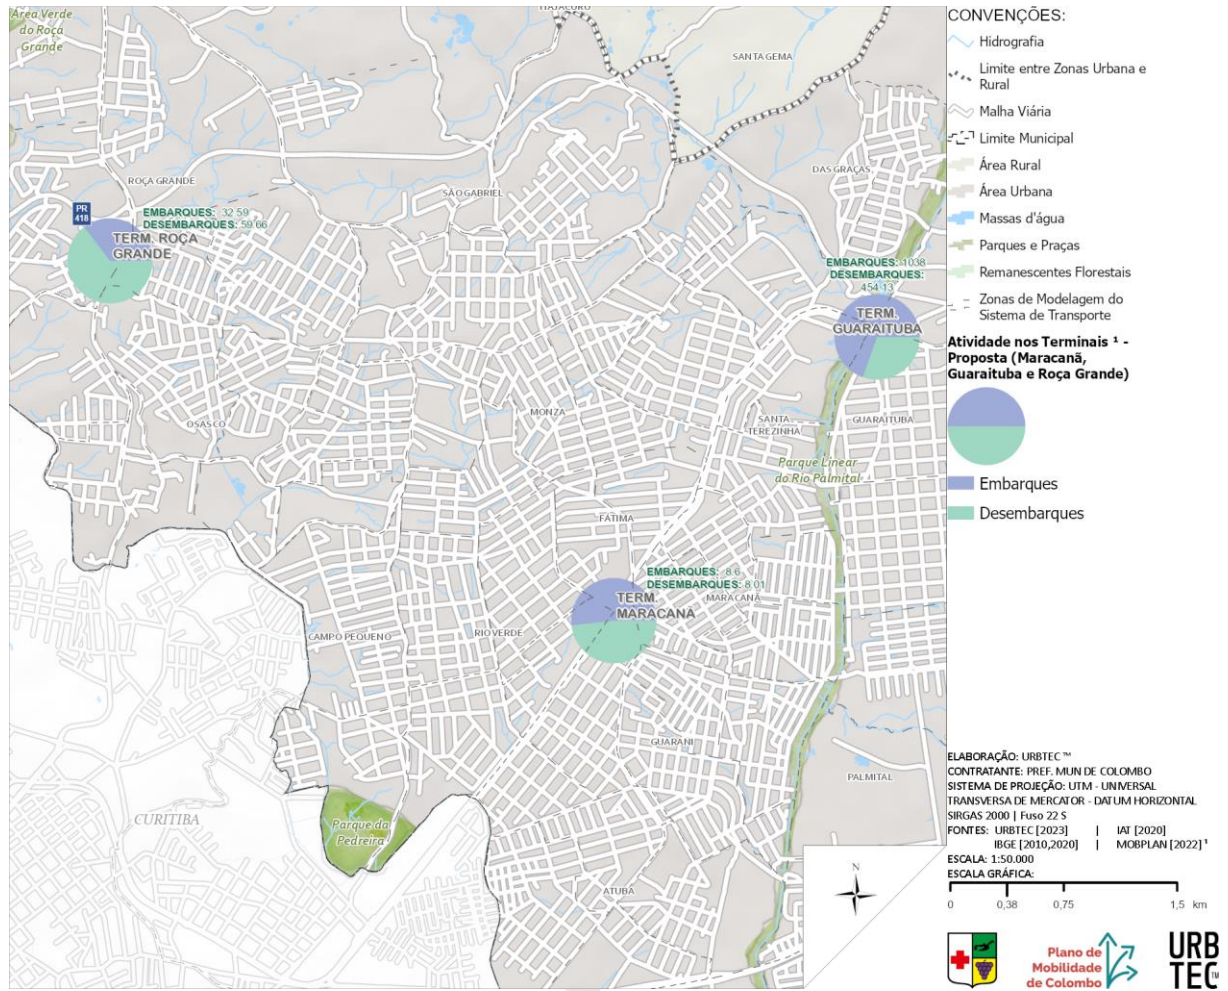 Área Verde
do Roça
Grande
ITAJACURU
SANTA GEMA
DAS GRAÇAS
ROÇA GRANDE
SÃO GABRIEL
PR
418
EMBARQUES: 32.59
DESEMBARQUES: 59.66
TERM. ROÇA
GRANDE
EMBARQUES: 1038
DESEMBARQUES:
454.13
TERM.
GUARAITUBA
OSASCO
MONZA
SANTA
TEREZINHA
GUARAITUBA
Parque Linear
do Rio Palmital
FÁTIMA
EMBARQUES: 8.6
DESEMBARQUES: 8.01
TERM.
MARACANÃ
MARACANÃ
CAMPO PEQUENO
RIO VERDE
GUARANI
PALMITAL
CURITIBA
Parque da
Pedreira
ATUBA
N
CONVENÇÕES:
Hidrografia
Limite entre Zonas Urbana e
Rural
Malha Viária
Limite Municipal
Área Rural
Área Urbana
Massas d'água
Parques e Praças
Remanescentes Florestais
Zonas de Modelagem do
Sistema de Transporte
Atividade nos Terminais ¹ -
Proposta (Maracanã,
Guaraituba e Roça Grande)
Embarques
Desembarques
ELABORAÇÃO: URBTEC™
CONTRATANTE: PREF. MUN DE COLOMBO
SISTEMA DE PROJEÇÃO: UTM - UNIVERSAL
TRANSVERSA DE MERCATOR - DATUM HORIZONTAL
SIRGAS 2000 | Fuso 22 S
FONTES: URBTEC [2023] | IAT [2020]
IBGE [2010,2020] | MOBPLAN [2022] ¹
ESCALA: 1:50.000
ESCALA GRÁFICA:
0 0,38 0,75 1,5 km
Plano de
Mobilidade
de Colombo
URB
TEC™